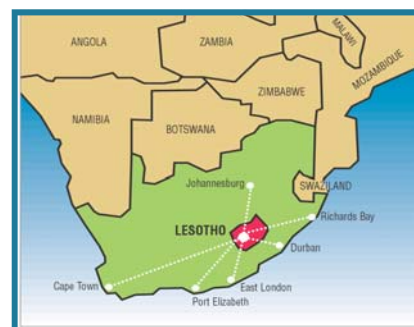 ANGOLA
ZAMBIA
MALAWI
MOZAMBIQUE
ZIMBABWE
NAMIBIA
BOTSWANA
Johannesburg
SWAZILAND
Richards Bay
LESOTHO
Durban
Cape Town
East London
Port Elizabeth